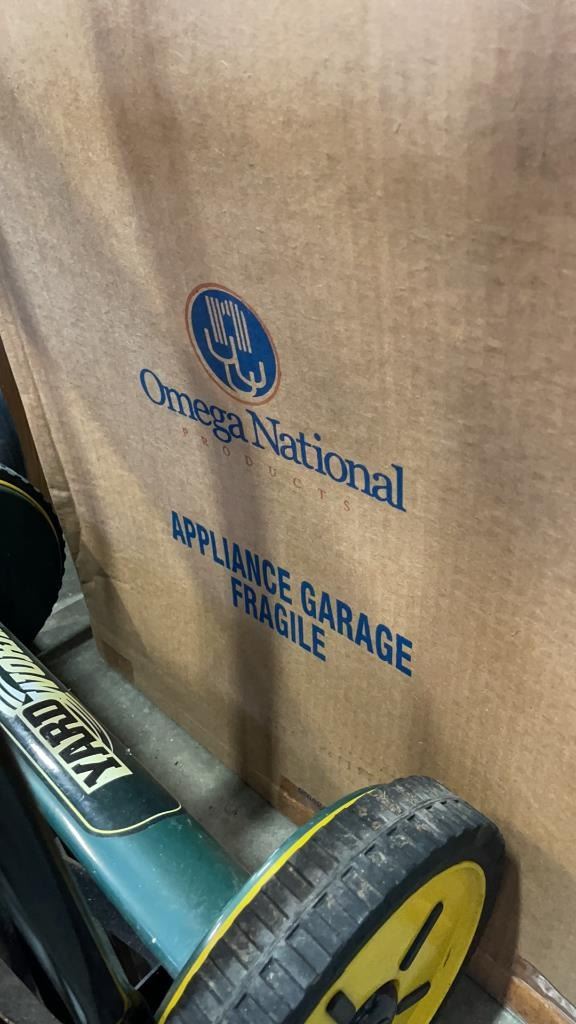 Omega National
PRODUCTS
APPLIANCE GARAGE
FRAGILE
YARD